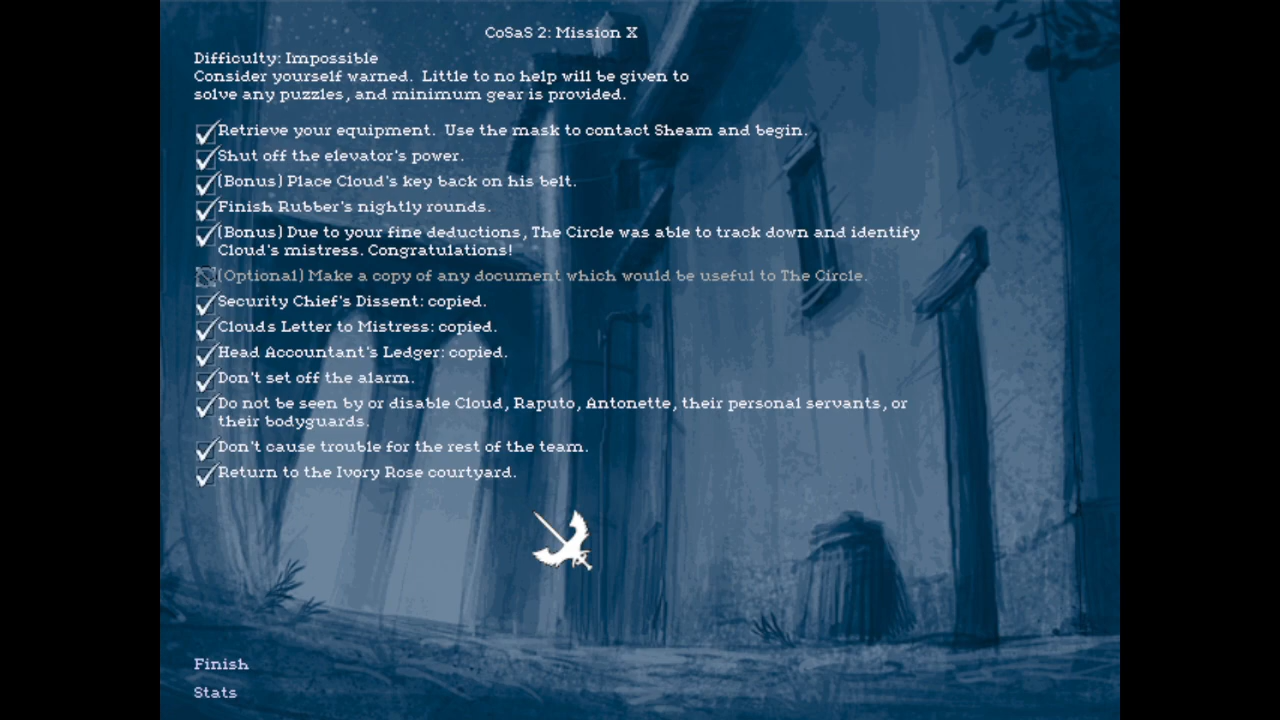 CoSaS 2: Mission X
Difficulty: Impossible
Consider yourself warned.  Little to no help will be given to
solve any puzzles, and minimum gear is provided.
Retrieve your equipment.  Use the mask to contact Sheam and begin.
Shut off the elevator's power.
(Bonus) Place Cloud's key back on his belt.
Finish Rubber's nightly rounds.
(Bonus) Due to your fine deductions, The Circle was able to track down and identify
Cloud's mistress. Congratulations!
(Optional) Make a copy of any document which would be useful to The Circle.
Security Chief's Dissent: copied.
Clouds Letter to Mistress: copied.
Head Accountant's Ledger: copied.
Don't set off the alarm.
Do not be seen by or disable Cloud, Raputo, Antonette, their personal servants, or
their bodyguards.
Don't cause trouble for the rest of the team.
Return to the Ivory Rose courtyard.
Finish
Stats